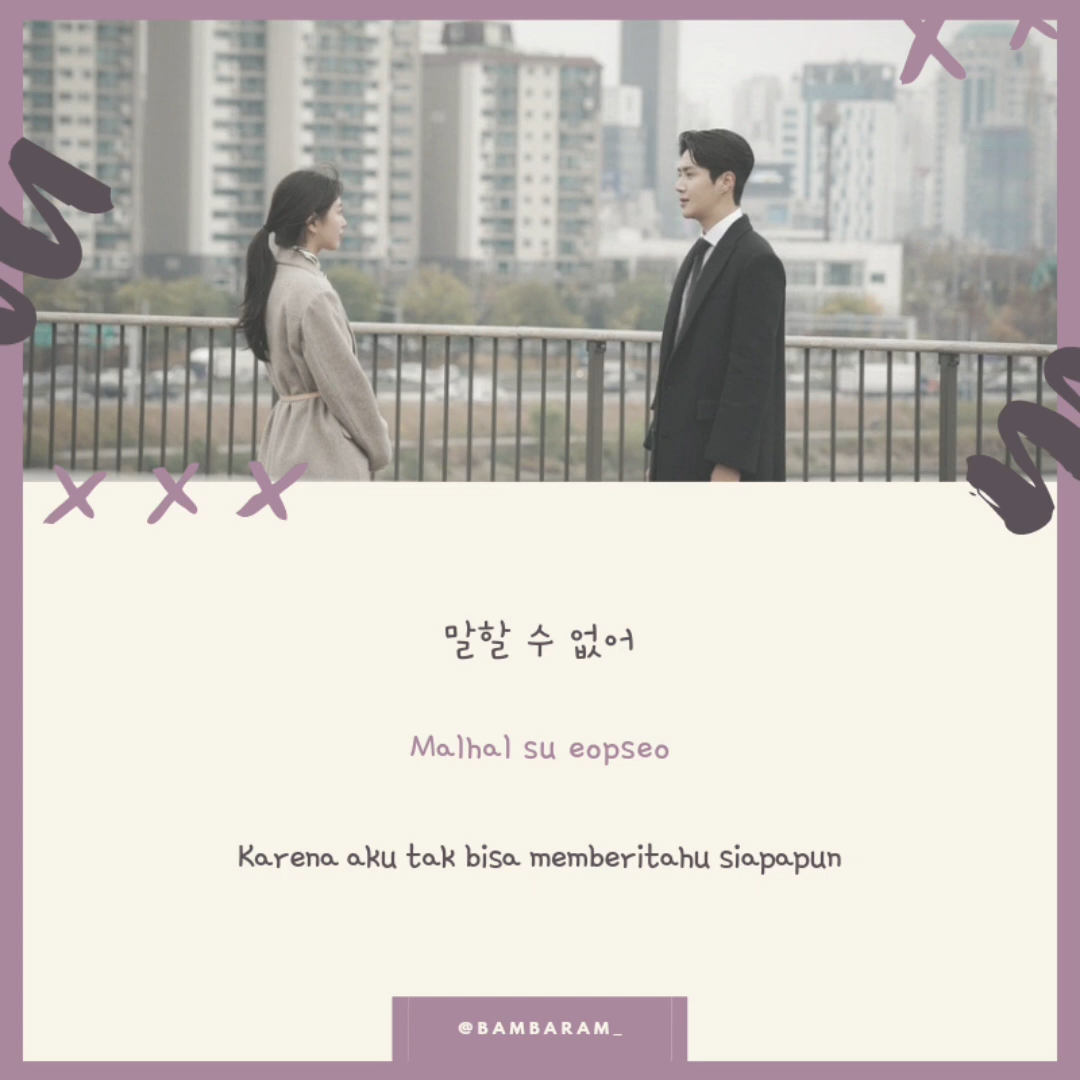 말할 수 없어
Malhal su eopseo
Karena aku tak bisa memberitahu siapapun
@BAMBARAM_